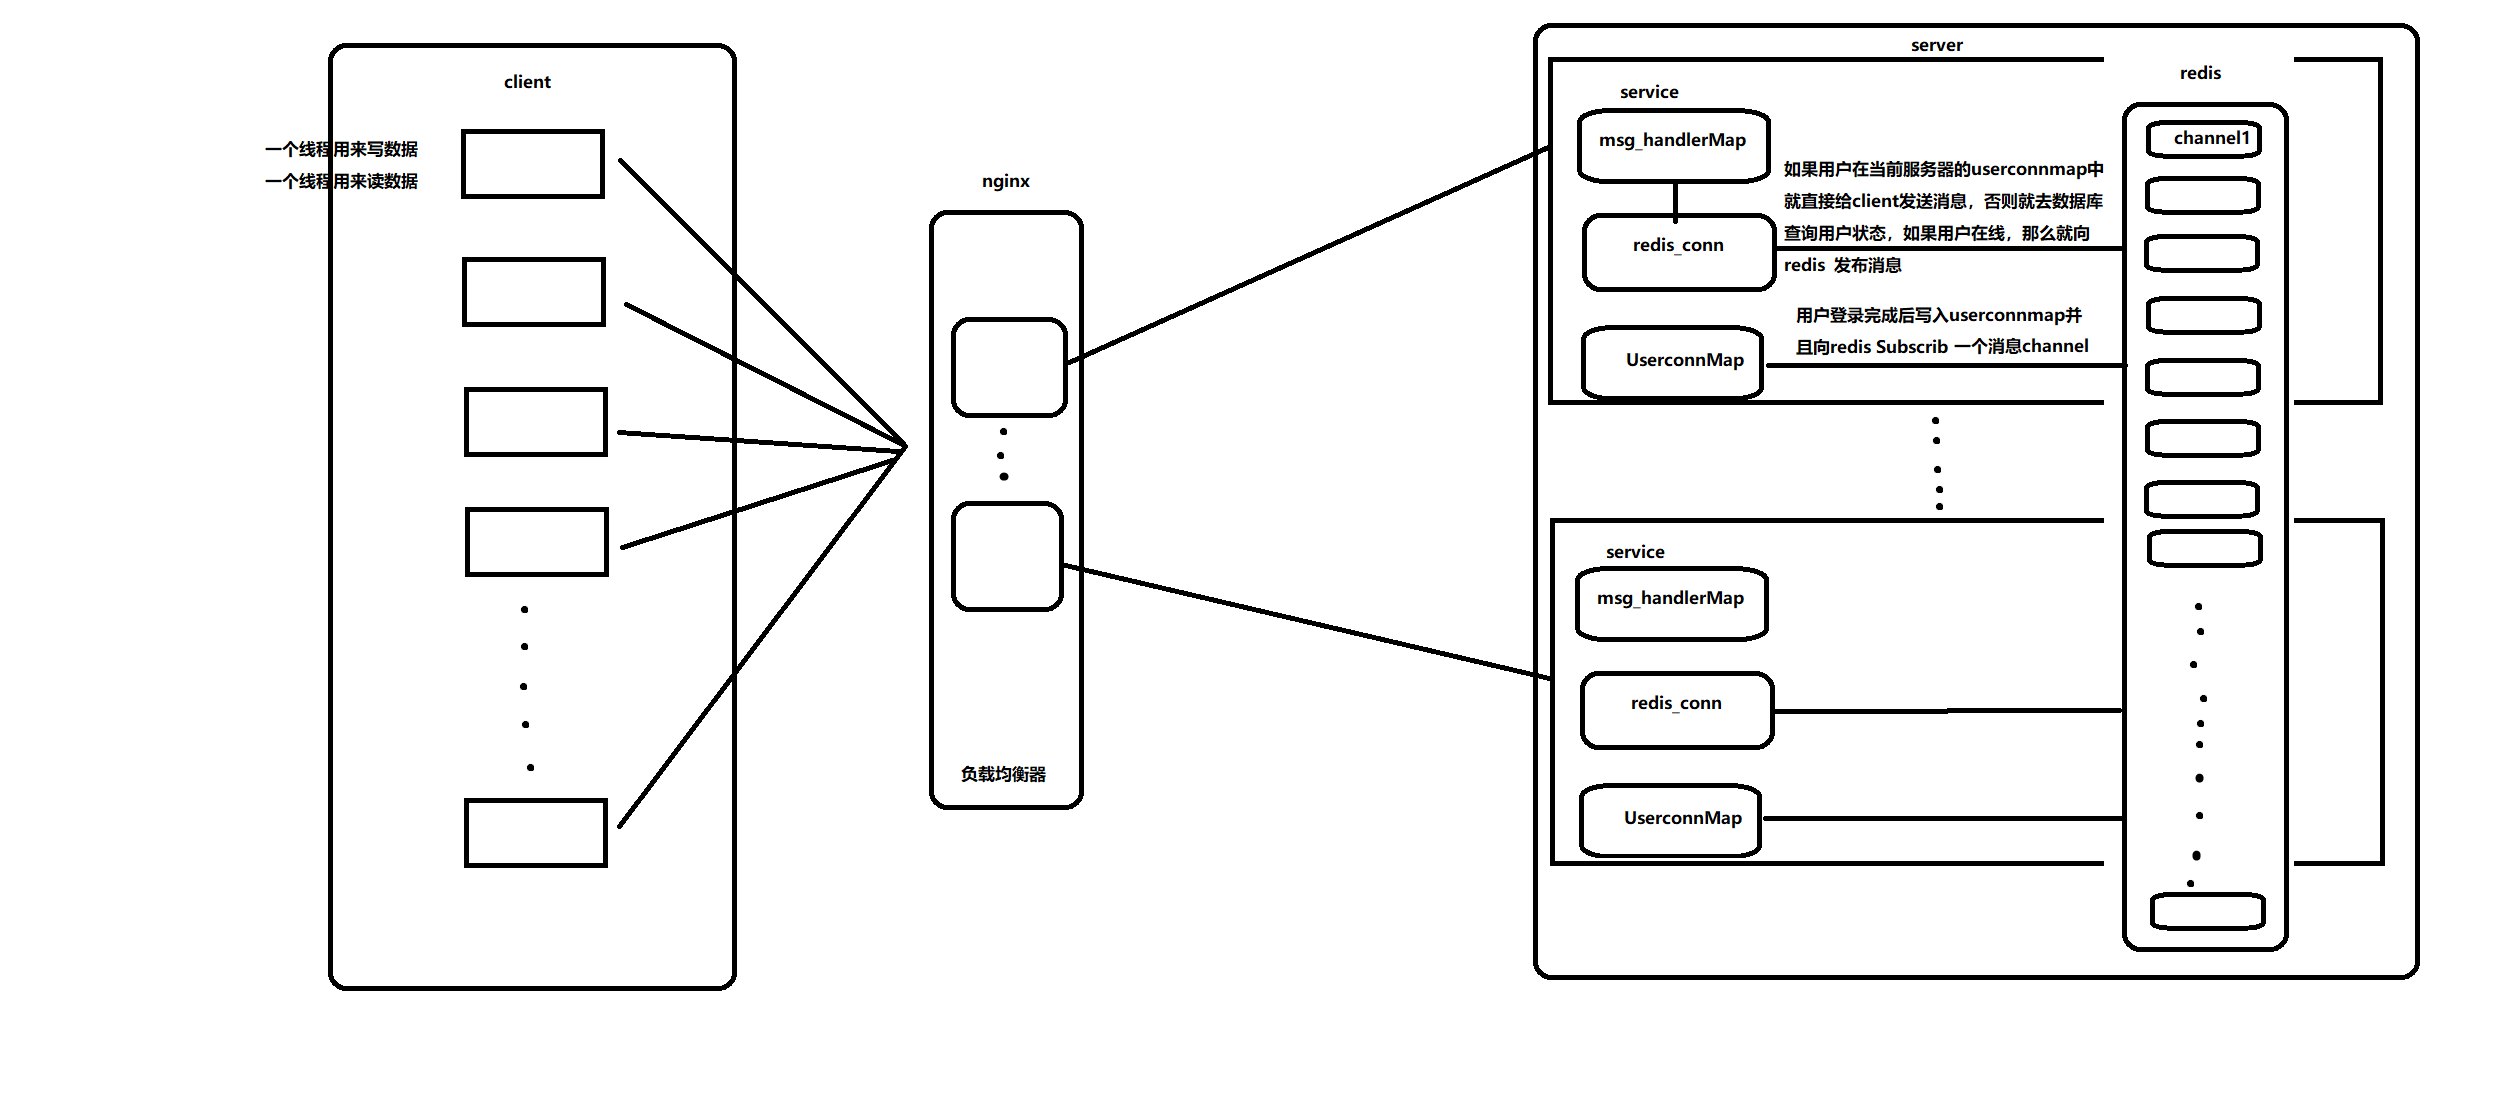 client
一个线程用来写数据
一个线程用来读数据
nginx
负载均衡器
server
redis
service
msg_handlerMap
channel1
如果用户在当前服务器的userconnmap中
就直接给client发送消息，否则就去数据库
查询用户状态，如果用户在线，那么就向
redis 发布消息
redis_conn
用户登录完成后写入userconnmap并
且向redis Subscrib 一个消息channel
UserconnMap
service
msg_handlerMap
redis_conn
UserconnMap